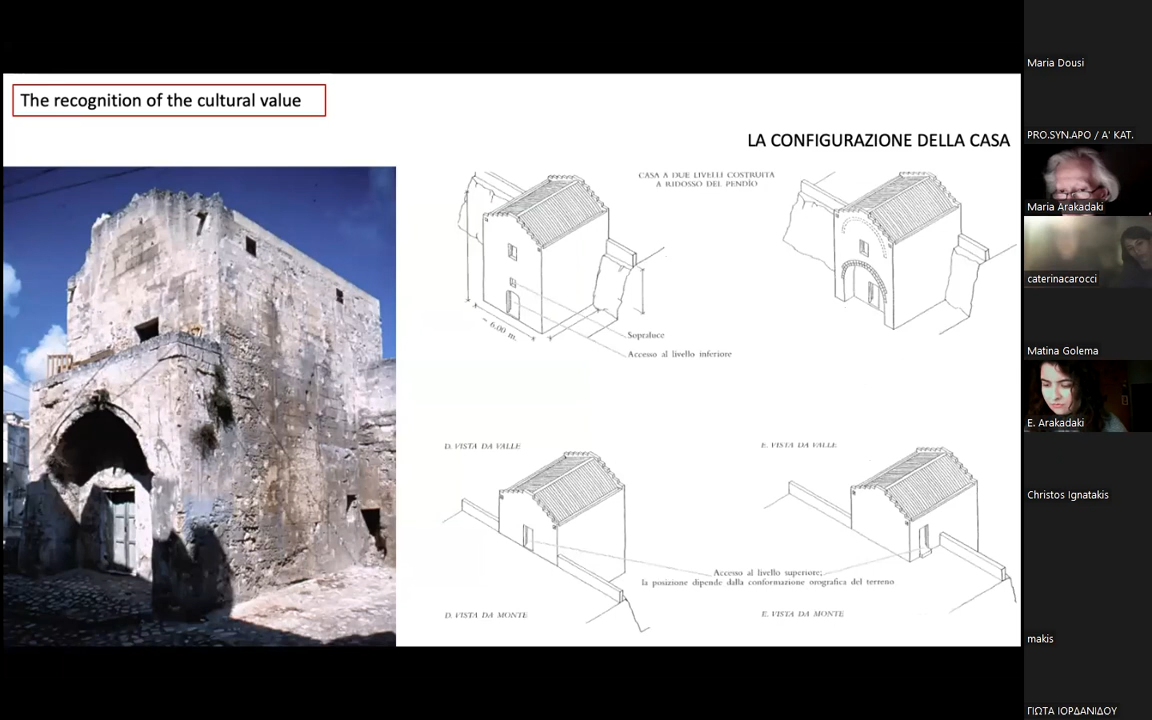 The recognition of the cultural value
LA CONFIGURAZIONE DELLA CASA
CASA A DUE LIVELLI COSTRUITA
A RIDOSSO DEL PENDÌO
~ 6,00 m.
Sopraluce
Accesso al livello inferiore
D. VISTA DA VALLE
E. VISTA DA VALLE
Accesso al livello superiore;
la posizione dipende dalla conformazione orografica del terreno
D. VISTA DA MONTE
E. VISTA DA MONTE
Maria Dousi
PRO.SYN.APO / A' KAT.
Maria Arakadaki
caterinacarocci
Matina Golema
E. Arakadaki
Christos Ignatakis
makis
ΓΙΩΤΑ ΙΟΡΔΑΝΙΔΟΥ